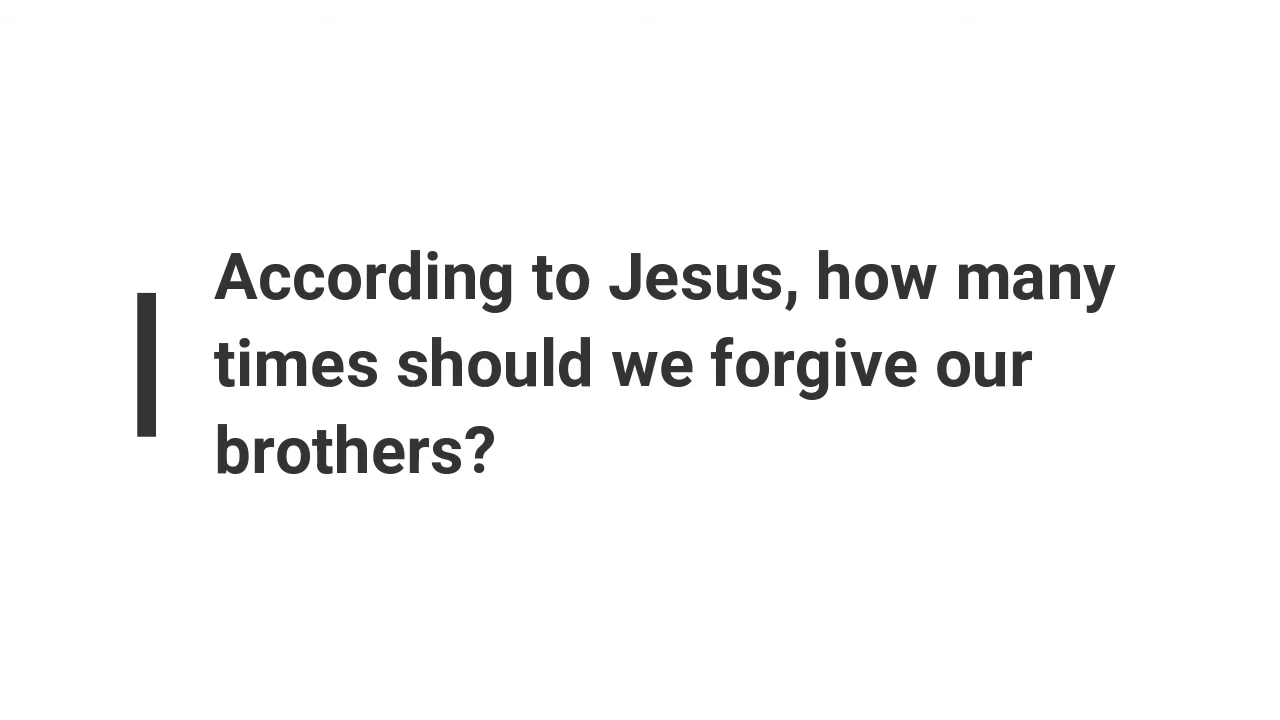 According to Jesus, how many
times should we forgive our
brothers?